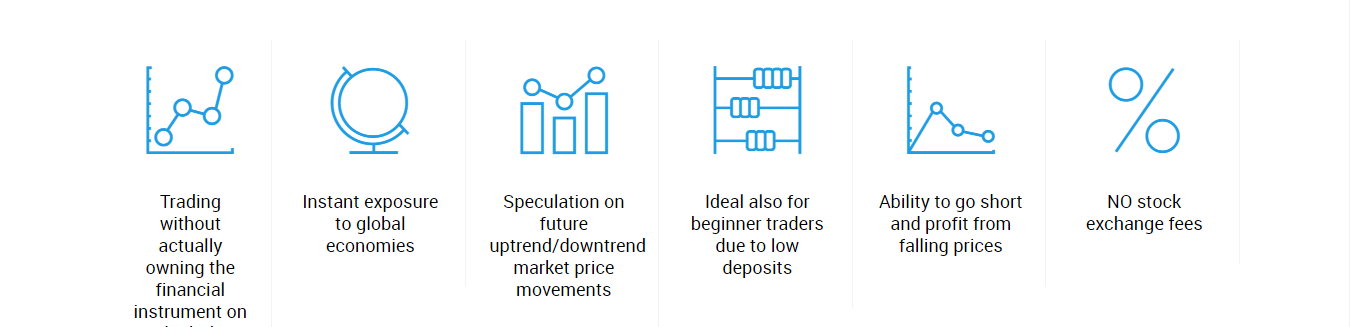 Trading
without
actually
owning the
financial
instrument on
Instant exposure
to global
economies
Speculation on
future
uptrend/downtrend
market price
movements
Ideal also for
beginner traders
due to low
deposits
Ability to go short
and profit from
falling prices
NO stock
exchange fees